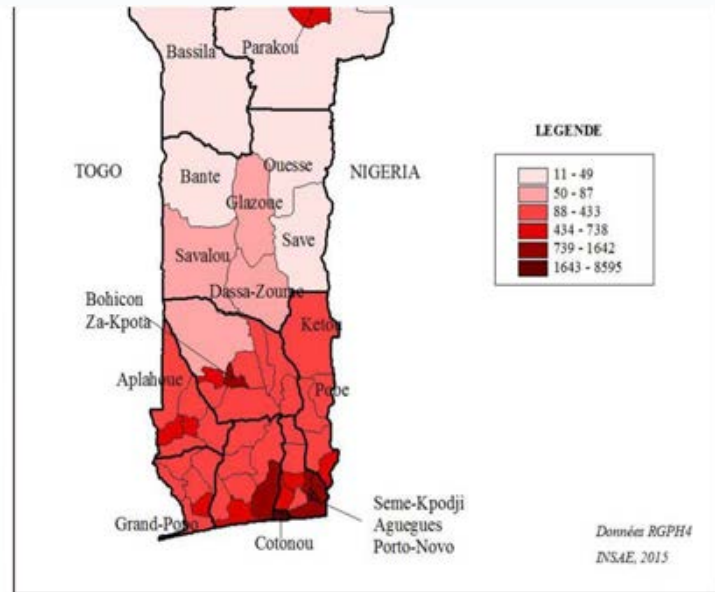 Bassila
Parakou
LEGENDE
TOGO
Bante
Ouesse
NIGERIA
11 - 49
50 - 87
88 - 433
434 - 738
739 - 1642
1643 - 8595
Glazoue
Save
Savalou
Dassa-Zoume
Bohicon
Za-Kpota
Ketou
Aplahoue
Pobe
Grand-Popo
Cotonou
Seme-Kpodji
Aguegues
Porto-Novo
Données RGPH4
INSAE, 2015